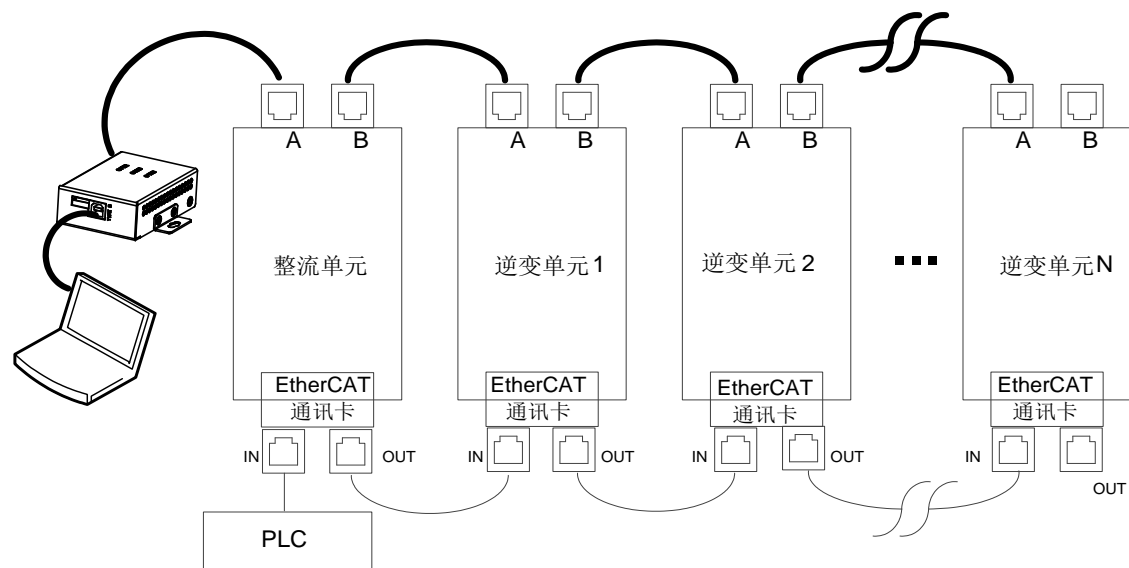 A B A B A B A B
整流单元 逆变单元1 逆变单元2 逆变单元N
EtherCAT EtherCAT EtherCAT EtherCAT
通讯卡 通讯卡 通讯卡 通讯卡
IN OUT IN OUT IN OUT IN OUT
PLC